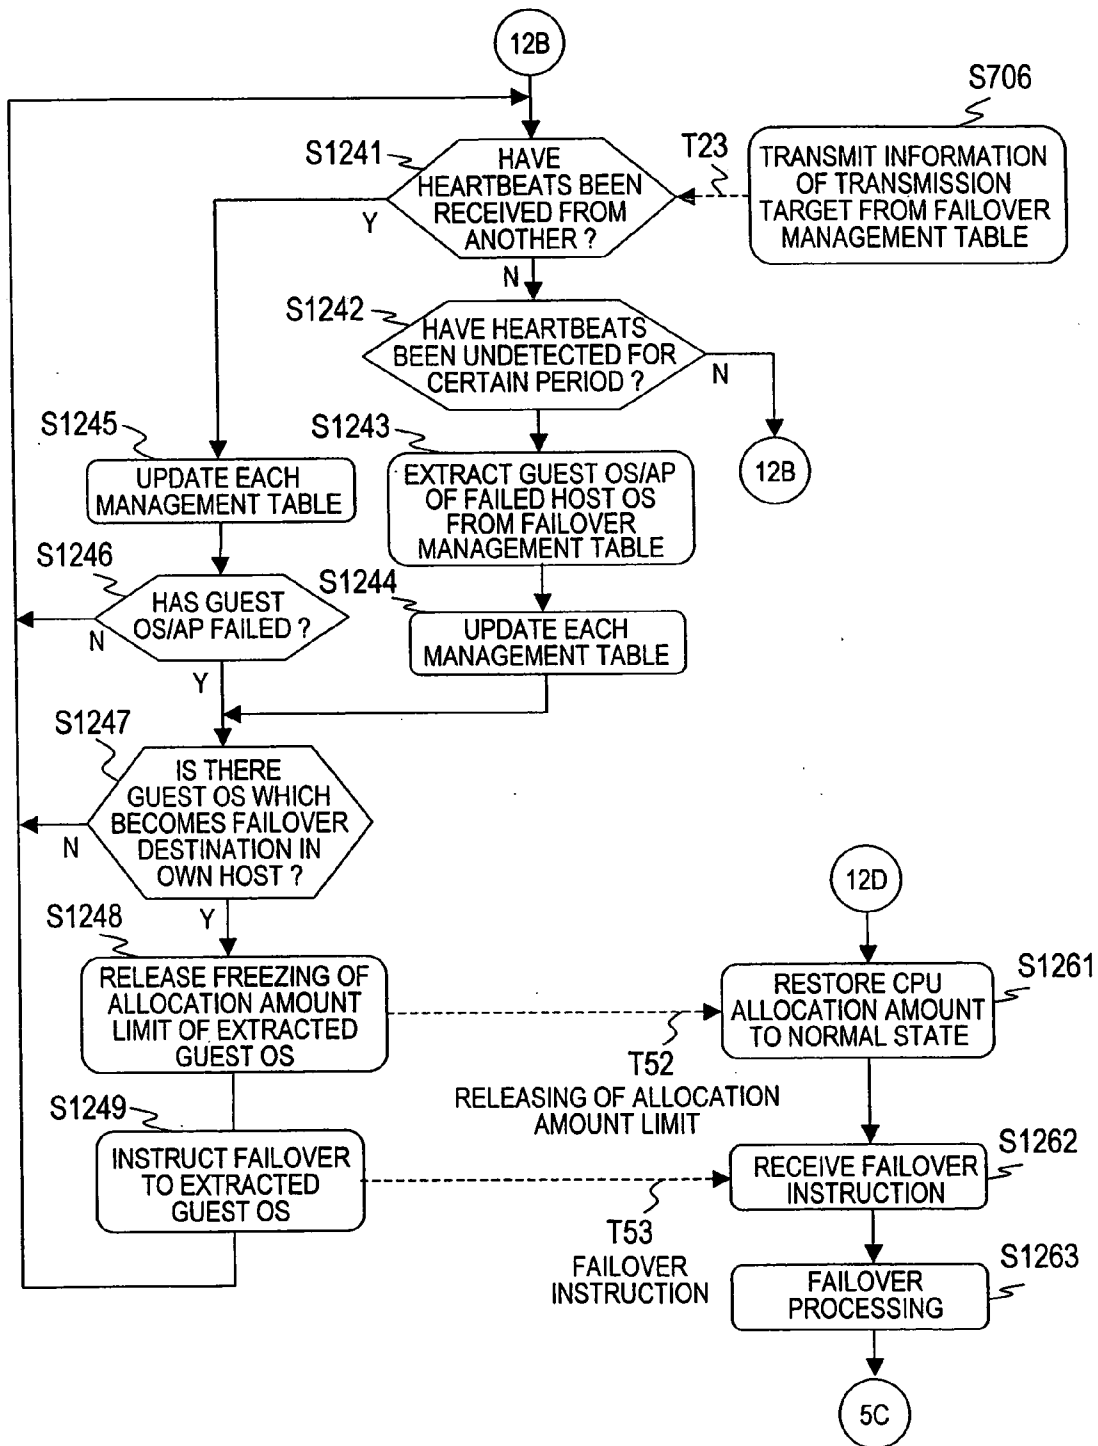 12B
S706
S1241
HAVE
HEARTBEATS BEEN
RECEIVED FROM
ANOTHER ?
T23
TRANSMIT INFORMATION
OF TRANSMISSION
TARGET FROM FAILOVER
MANAGEMENT TABLE
Y
N
S1242
HAVE HEARTBEATS
BEEN UNDETECTED FOR
CERTAIN PERIOD ?
N
12B
S1245
UPDATE EACH
MANAGEMENT TABLE
S1243
EXTRACT GUEST OS/AP
OF FAILED HOST OS
FROM FAILOVER
MANAGEMENT TABLE
S1246
HAS GUEST
OS/AP FAILED ?
N
Y
S1244
UPDATE EACH
MANAGEMENT TABLE
S1247
IS THERE
GUEST OS WHICH
BECOMES FAILOVER
DESTINATION IN
OWN HOST ?
N
Y
12D
S1248
RELEASE FREEZING OF
ALLOCATION AMOUNT
LIMIT OF EXTRACTED
GUEST OS
T52
RELEASING OF ALLOCATION
AMOUNT LIMIT
S1261
RESTORE CPU
ALLOCATION AMOUNT
TO NORMAL STATE
S1249
INSTRUCT FAILOVER
TO EXTRACTED
GUEST OS
T53
FAILOVER
INSTRUCTION
S1262
RECEIVE FAILOVER
INSTRUCTION
S1263
FAILOVER
PROCESSING
5C